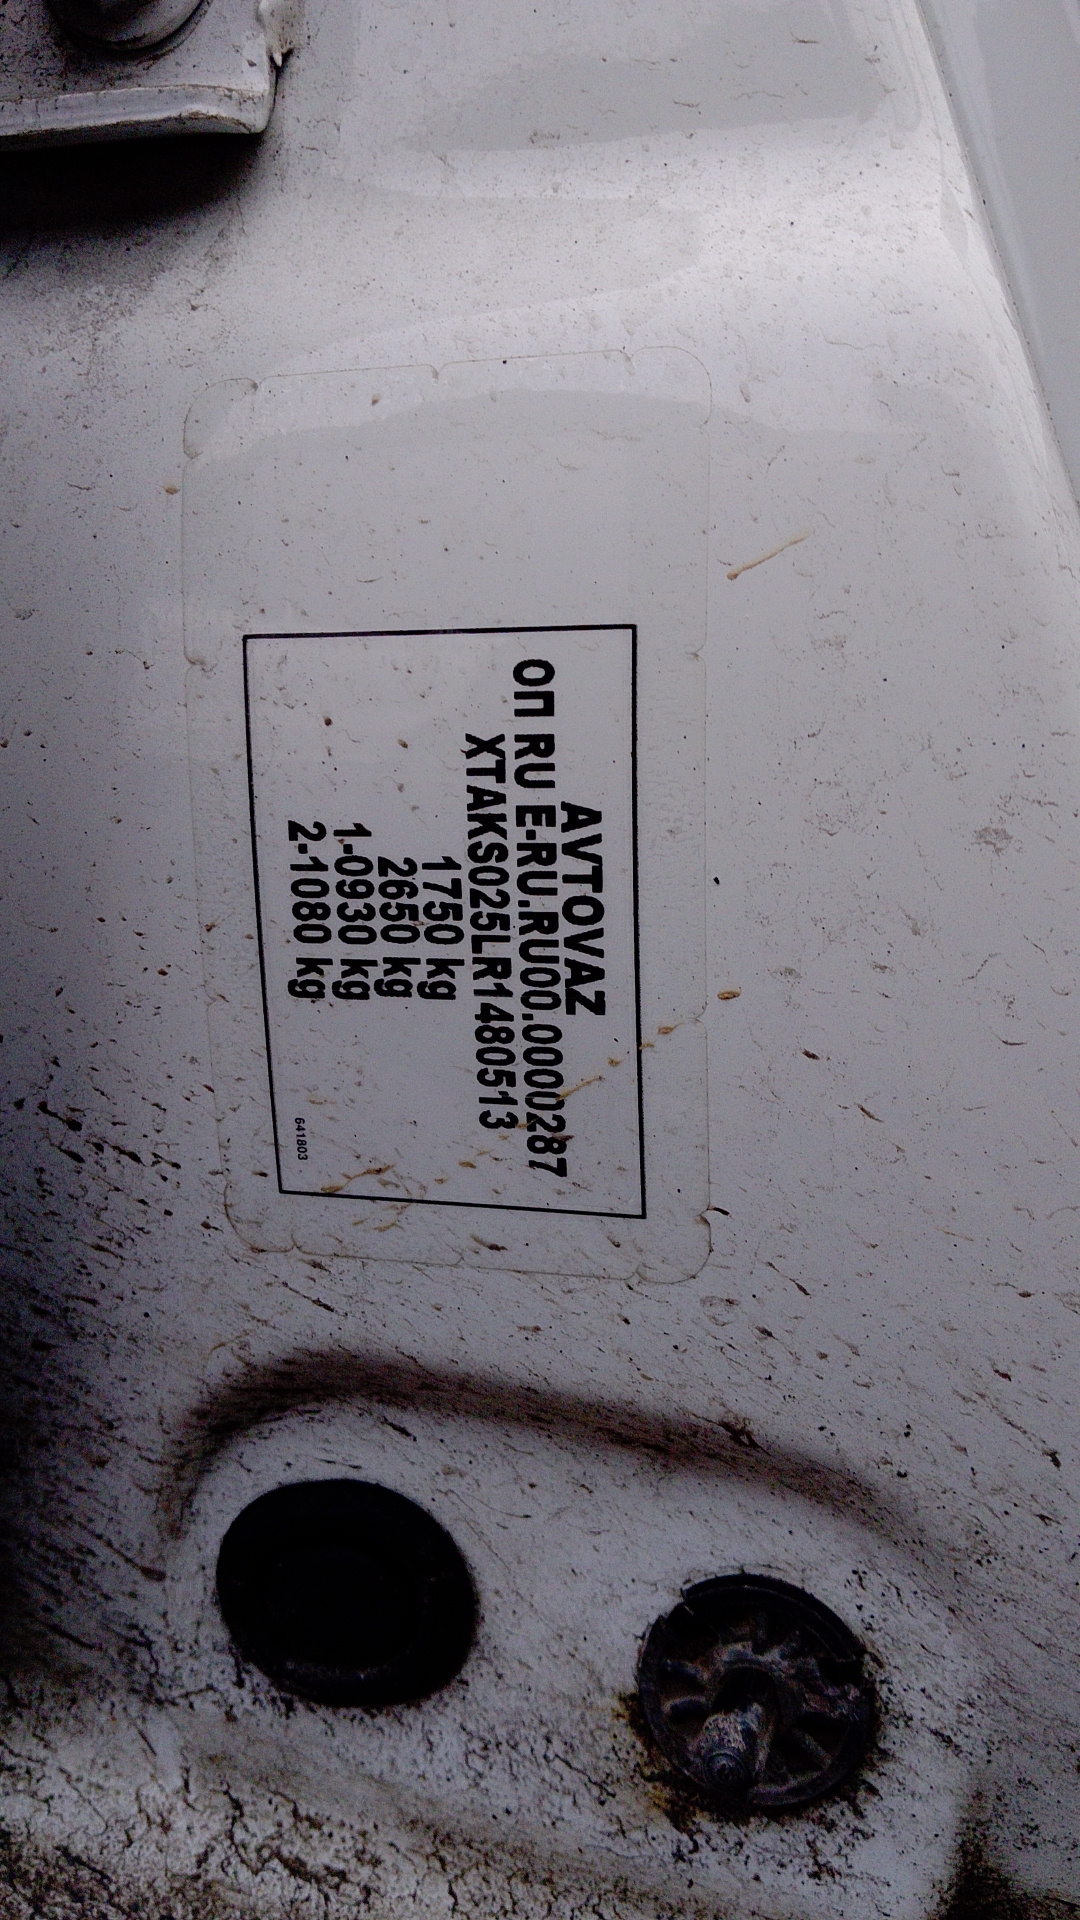 AVTOVAZ
ОП RU E-RU.RU00.0000287
XTAKS025LR1480513
1750 kg
2650 kg
1-0930 kg
2-1080 kg
641803